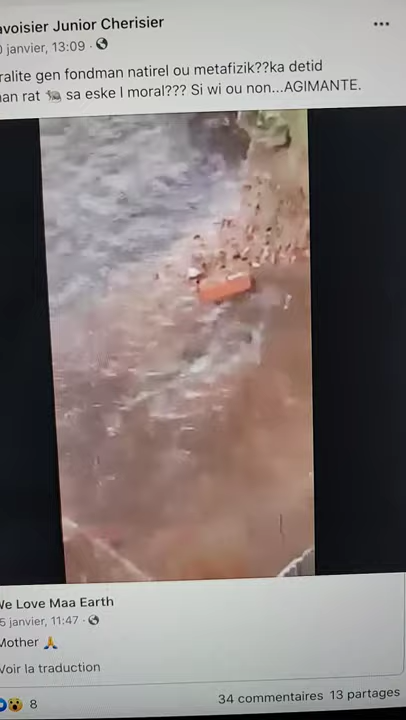 avoisier Junior Cherisier
janvier, 13:09
ralite gen fondman natirel ou metafizik??ka detid
an rat 🐀 sa eske l moral??? Si wi ou non...AGIMANTE.
We Love Maa Earth
5 janvier, 11:47
Mother 🙏
Voir la traduction
8
34 commentaires 13 partages